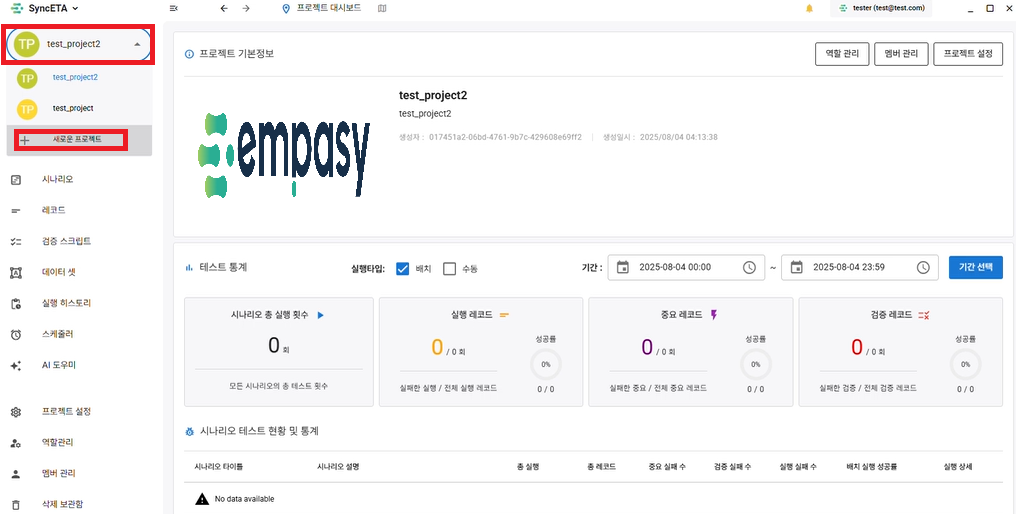 SyncETA
프로젝트 대시보드
tester (test@test.com)
TP test_project2
TP test_project2
TP test_project
새로운 프로젝트
시나리오
레코드
검증 스크립트
데이터 셋
실행 히스토리
스케줄러
AI 도우미
프로젝트 설정
역할관리
멤버 관리
삭제 보관함
프로젝트 기본정보
역할 관리
멤버 관리
프로젝트 설정
empasy
test_project2
test_project2
생성자 : 017451a2-06bd-4761-9b7c-429608e69ff2 | 생성일시 : 2025/08/04 04:13:38
테스트 통계
실행타입: 배치 수동
기간 : 2025-08-04 00:00 ~ 2025-08-04 23:59 기간 선택
시나리오 총 실행 횟수
0 회
모든 시나리오의 총 테스트 횟수
실행 레코드
0 / 0 회
실패한 실행 / 전체 실행 레코드
성공률
0%
0 / 0
중요 레코드
0 / 0 회
실패한 중요 / 전체 중요 레코드
성공률
0%
0 / 0
검증 레코드
0 / 0 회
실패한 검증 / 전체 검증 레코드
성공률
0%
0 / 0
시나리오 테스트 현황 및 통계
시나리오 타이틀 시나리오 설명 총 실행 총 레코드 중요 실패 수 검증 실패 수 실행 실패 수 배치 실행 성공률 실행 상세
No data available